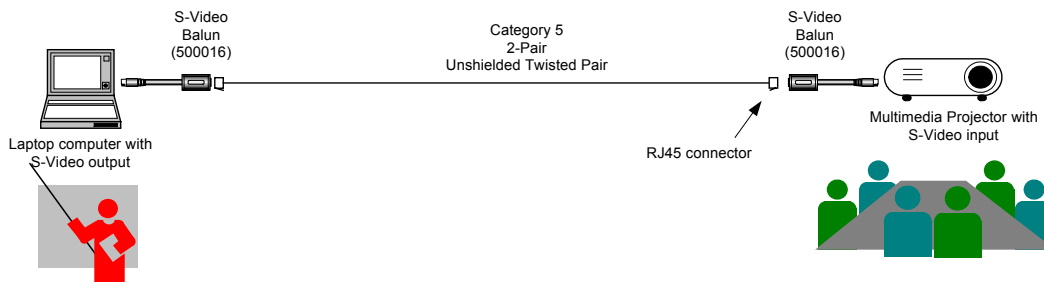 S-Video
Balun
(500016)
Category 5
2-Pair
Unshielded Twisted Pair
S-Video
Balun
(500016)
Laptop computer with
S-Video output
RJ45 connector
Multimedia Projector with
S-Video input